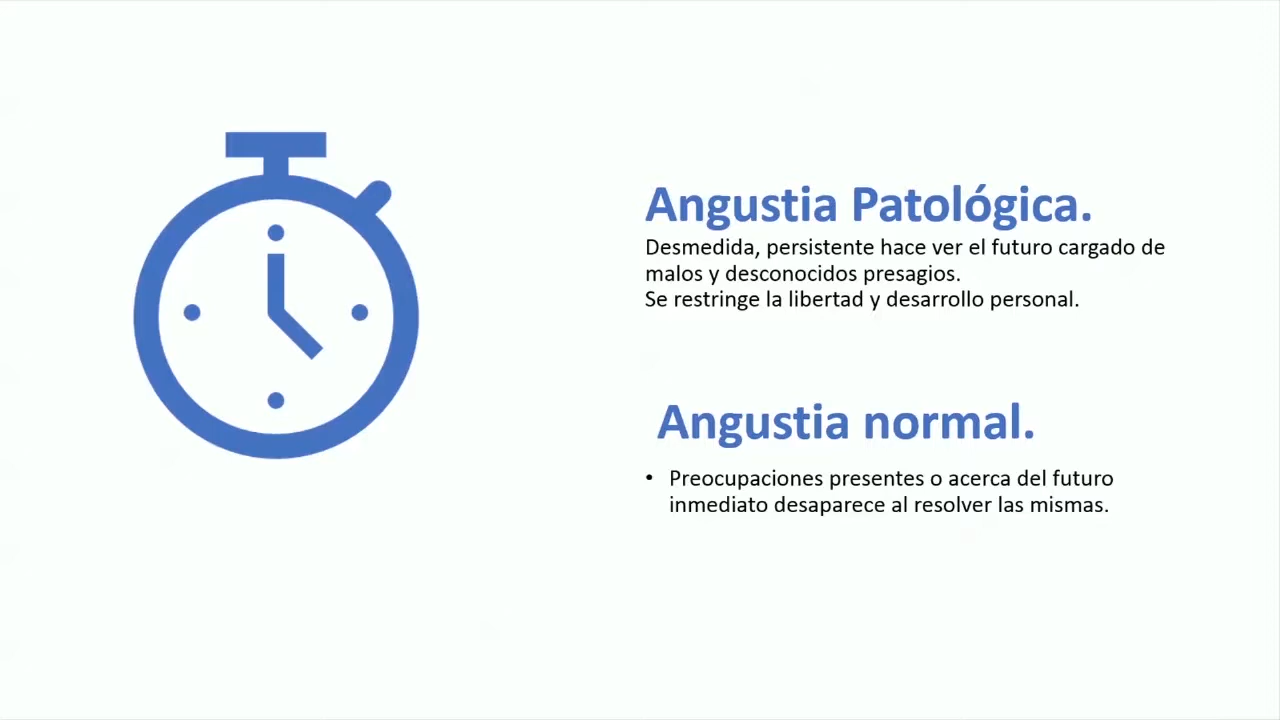 Angustia Patológica.
Desmedida, persistente hace ver el futuro cargado de
malos y desconocidos presagios.
Se restringe la libertad y desarrollo personal.
Angustia normal.
• Preocupaciones presentes o acerca del futuro
inmediato desaparece al resolver las mismas.